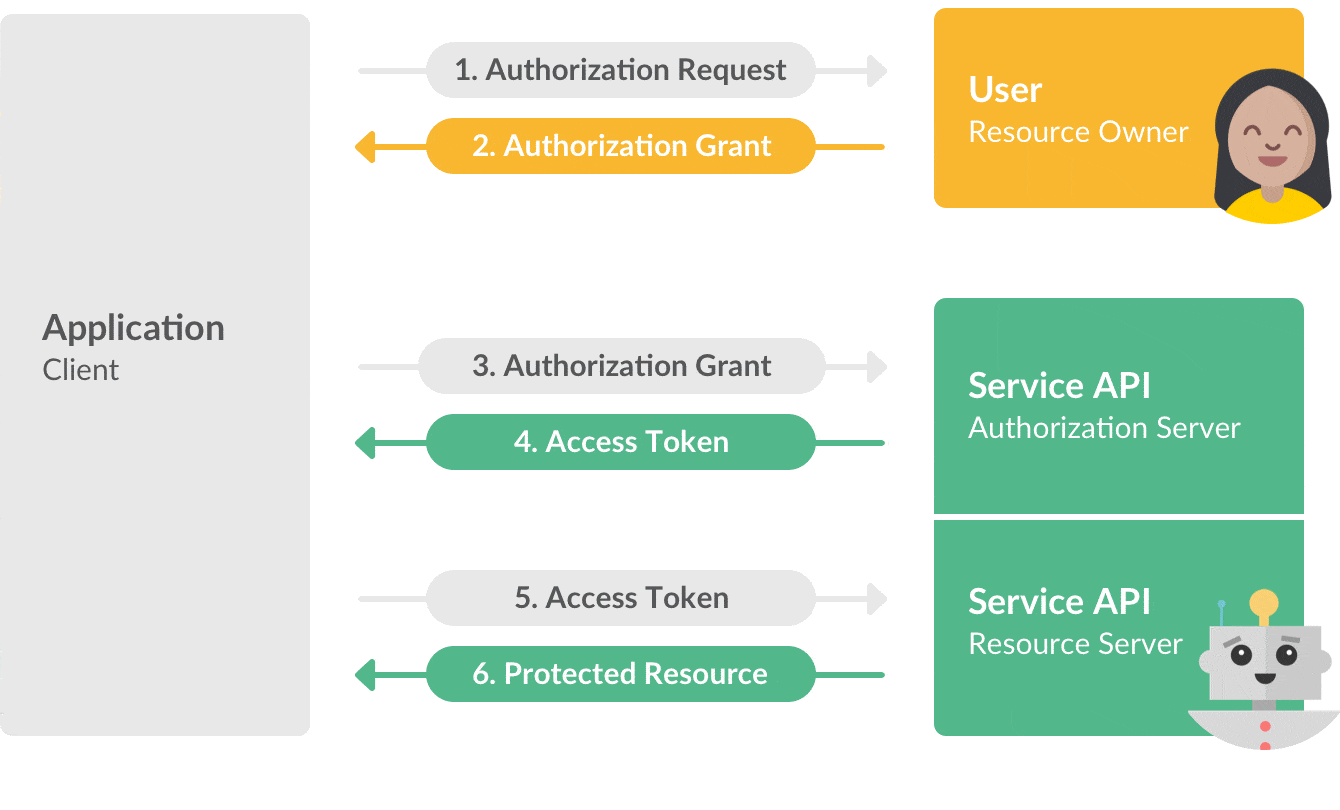 1. Authorization Request
User
Resource Owner
2. Authorization Grant
Application
Client
3. Authorization Grant
Service API
Authorization Server
4. Access Token
5. Access Token
Service API
Resource Server
6. Protected Resource